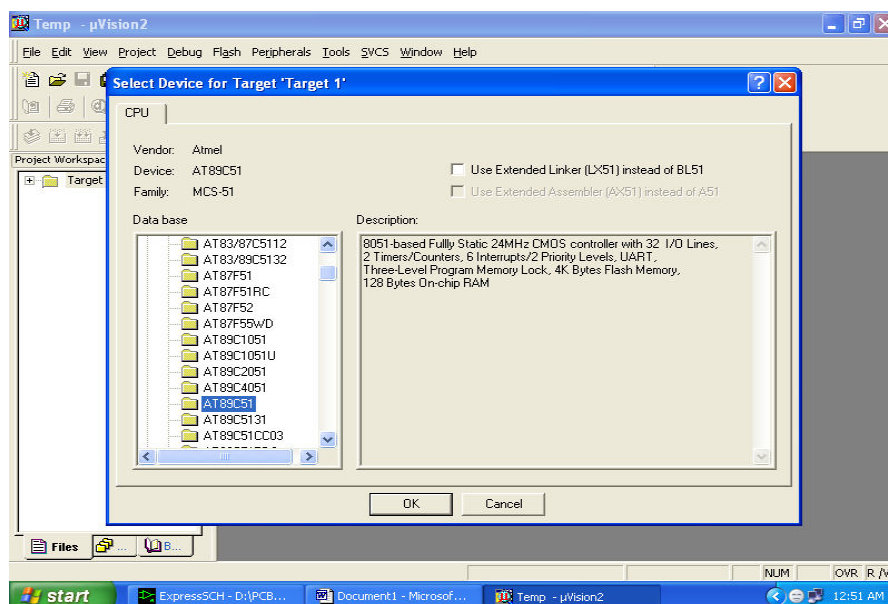 Temp - µVision2
File Edit View Project Debug Flash Peripherals Tools SVCS Window Help
Select Device for Target 'Target 1'
CPU
Vendor: Atmel
Device: AT89C51
Family: MCS-51
Use Extended Linker (LX51) instead of BL51
Use Extended Assembler (AX51) instead of A51
Project Workspac
Target
Data base
AT83/87C5112
AT83/89C5132
AT87F51
AT87F51RC
AT87F52
AT87F55WD
AT89C1051
AT89C1051U
AT89C2051
AT89C4051
AT89C51
AT89C5131
AT89C51CC03
Description:
8051-based Fullly Static 24MHz CMOS controller with 32 I/O Lines,
2 Timers/Counters, 6 Interrupts/2 Priority Levels, UART,
Three-Level Program Memory Lock, 4K Bytes Flash Memory,
128 Bytes On-chip RAM
OK Cancel
Files ... B...
NUM OVR R /W
start ExpressSCH - D:\PCB... Document1 - Microsof... Temp - µVision2 12:51 AM